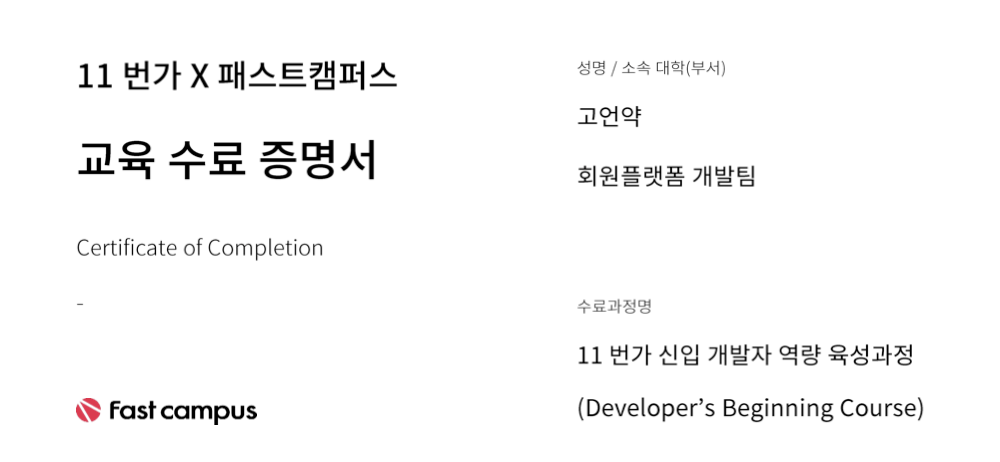 11 번가 X 패스트캠퍼스
교육 수료 증명서
Certificate of Completion
-
Fast campus
성명 / 소속 대학(부서)
고언약
회원플랫폼 개발팀
수료과정명
11 번가 신입 개발자 역량 육성과정
(Developer’s Beginning Course)